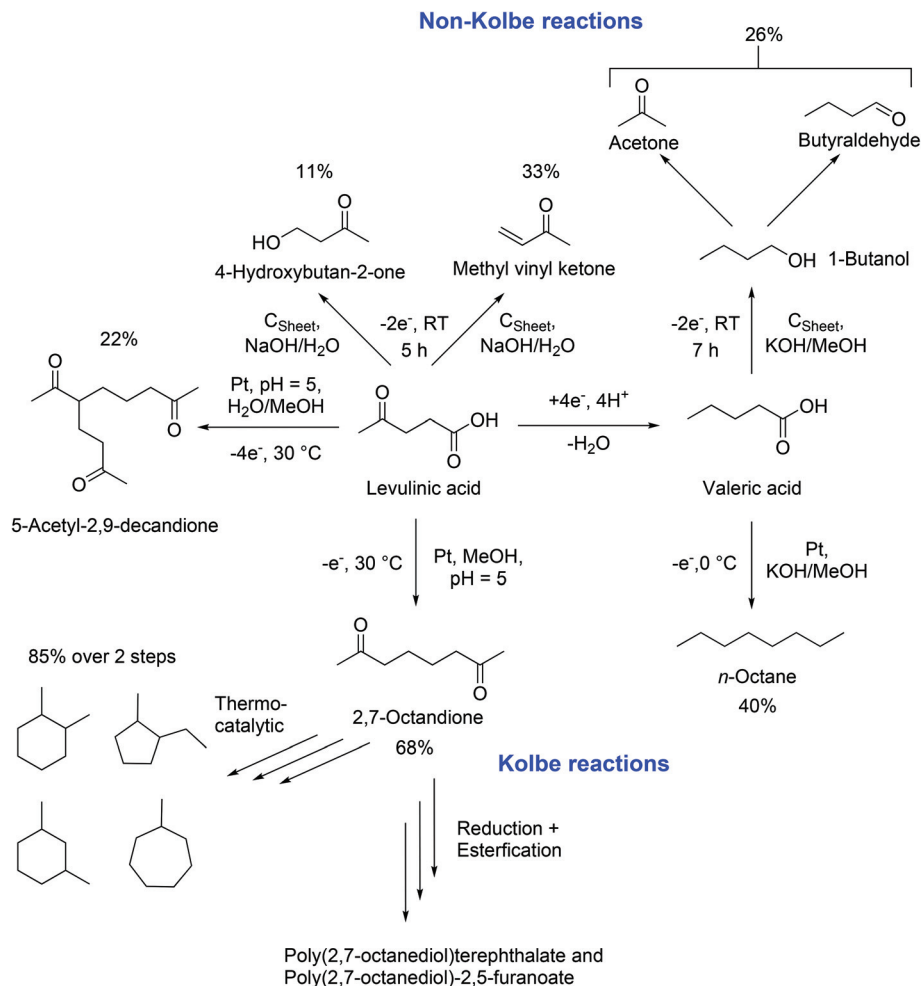 Non-Kolbe reactions
26%
O
O
Acetone
Butyraldehyde
11%
33%
O
HO
O
4-Hydroxybutan-2-one
Methyl vinyl ketone
OH 1-Butanol
C_Sheet,
NaOH/H₂O
-2e⁻, RT
5 h
C_Sheet,
NaOH/H₂O
-2e⁻, RT
7 h
C_Sheet,
KOH/MeOH
22%
O
O
O
Pt, pH = 5,
H₂O/MeOH
-4e⁻, 30 °C
O
OH
O
+4e⁻, 4H⁺
-H₂O
OH
O
5-Acetyl-2,9-decandione
Levulinic acid
Valeric acid
-e⁻, 30 °C
Pt, MeOH,
pH = 5
-e⁻,0 °C
Pt,
KOH/MeOH
O
O
2,7-Octandione
68%
n-Octane
40%
85% over 2 steps
Thermo-
catalytic
Kolbe reactions
Reduction +
Esterfication
Poly(2,7-octanediol)terephthalate and
Poly(2,7-octanediol)-2,5-furanoate